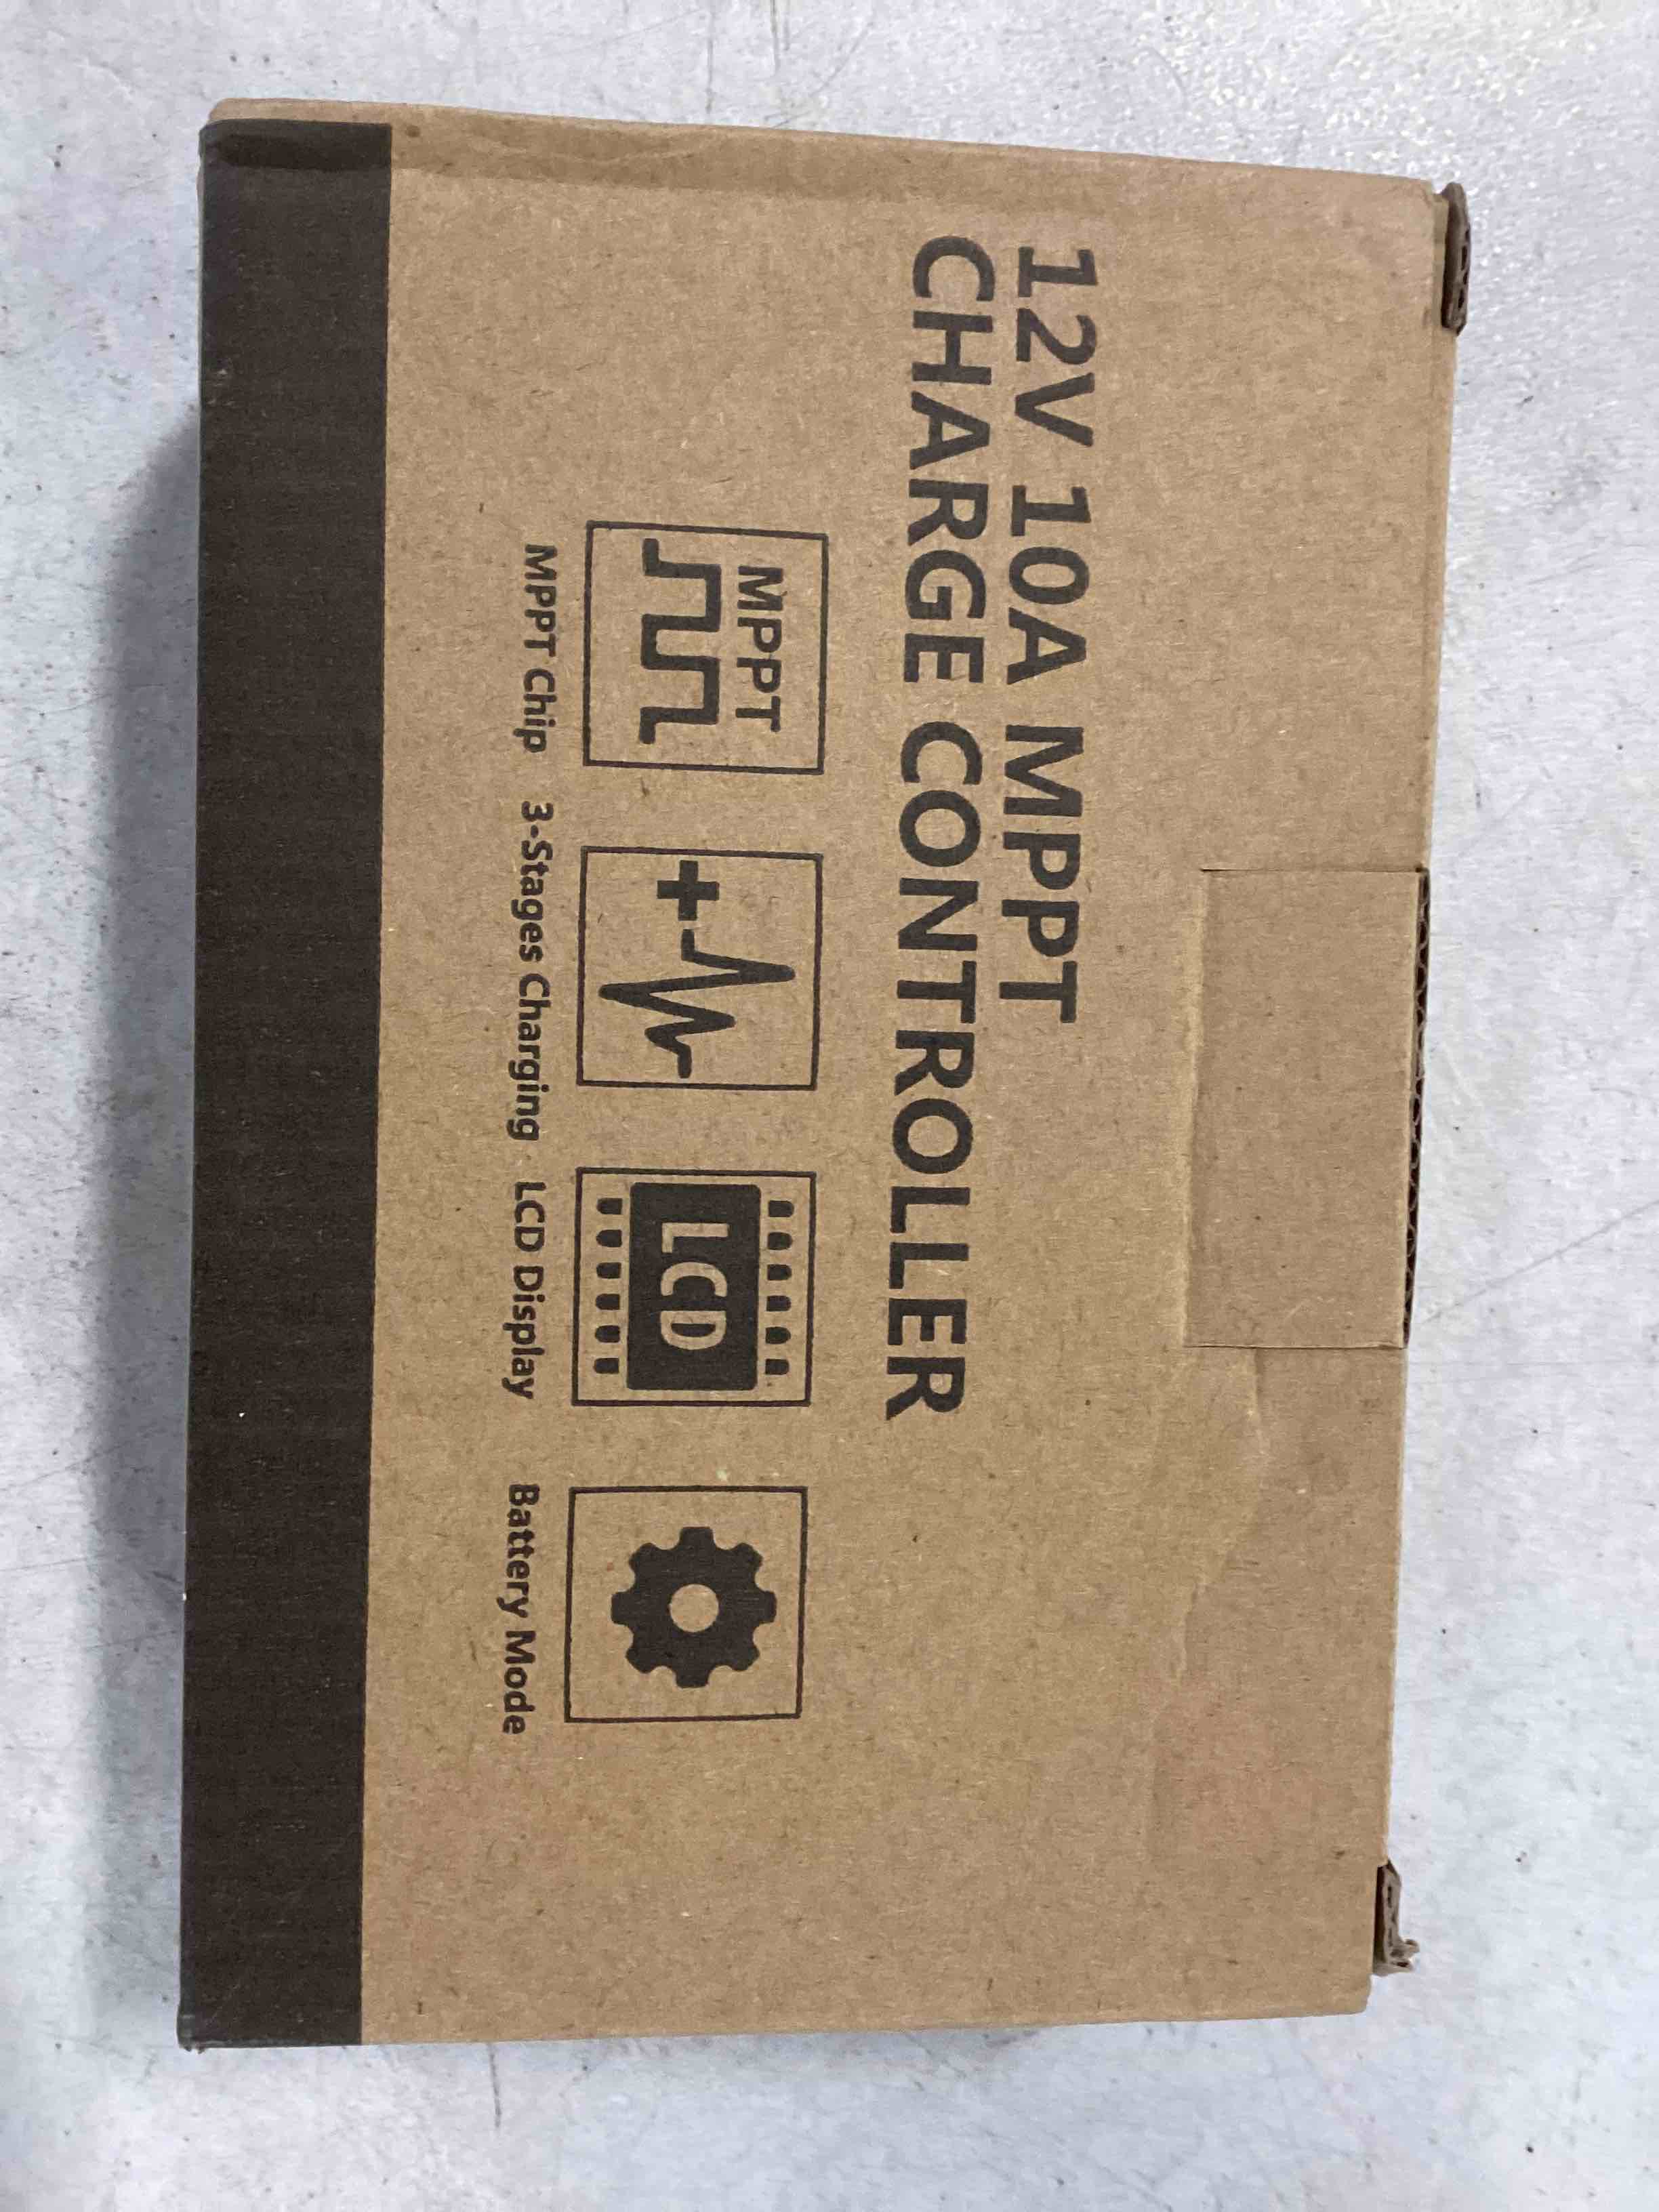 12V 10A MPPT
CHARGE CONTROLLER
MPPT
LCD
MPPT Chip
3-Stages Charging
LCD Display
Battery Mode